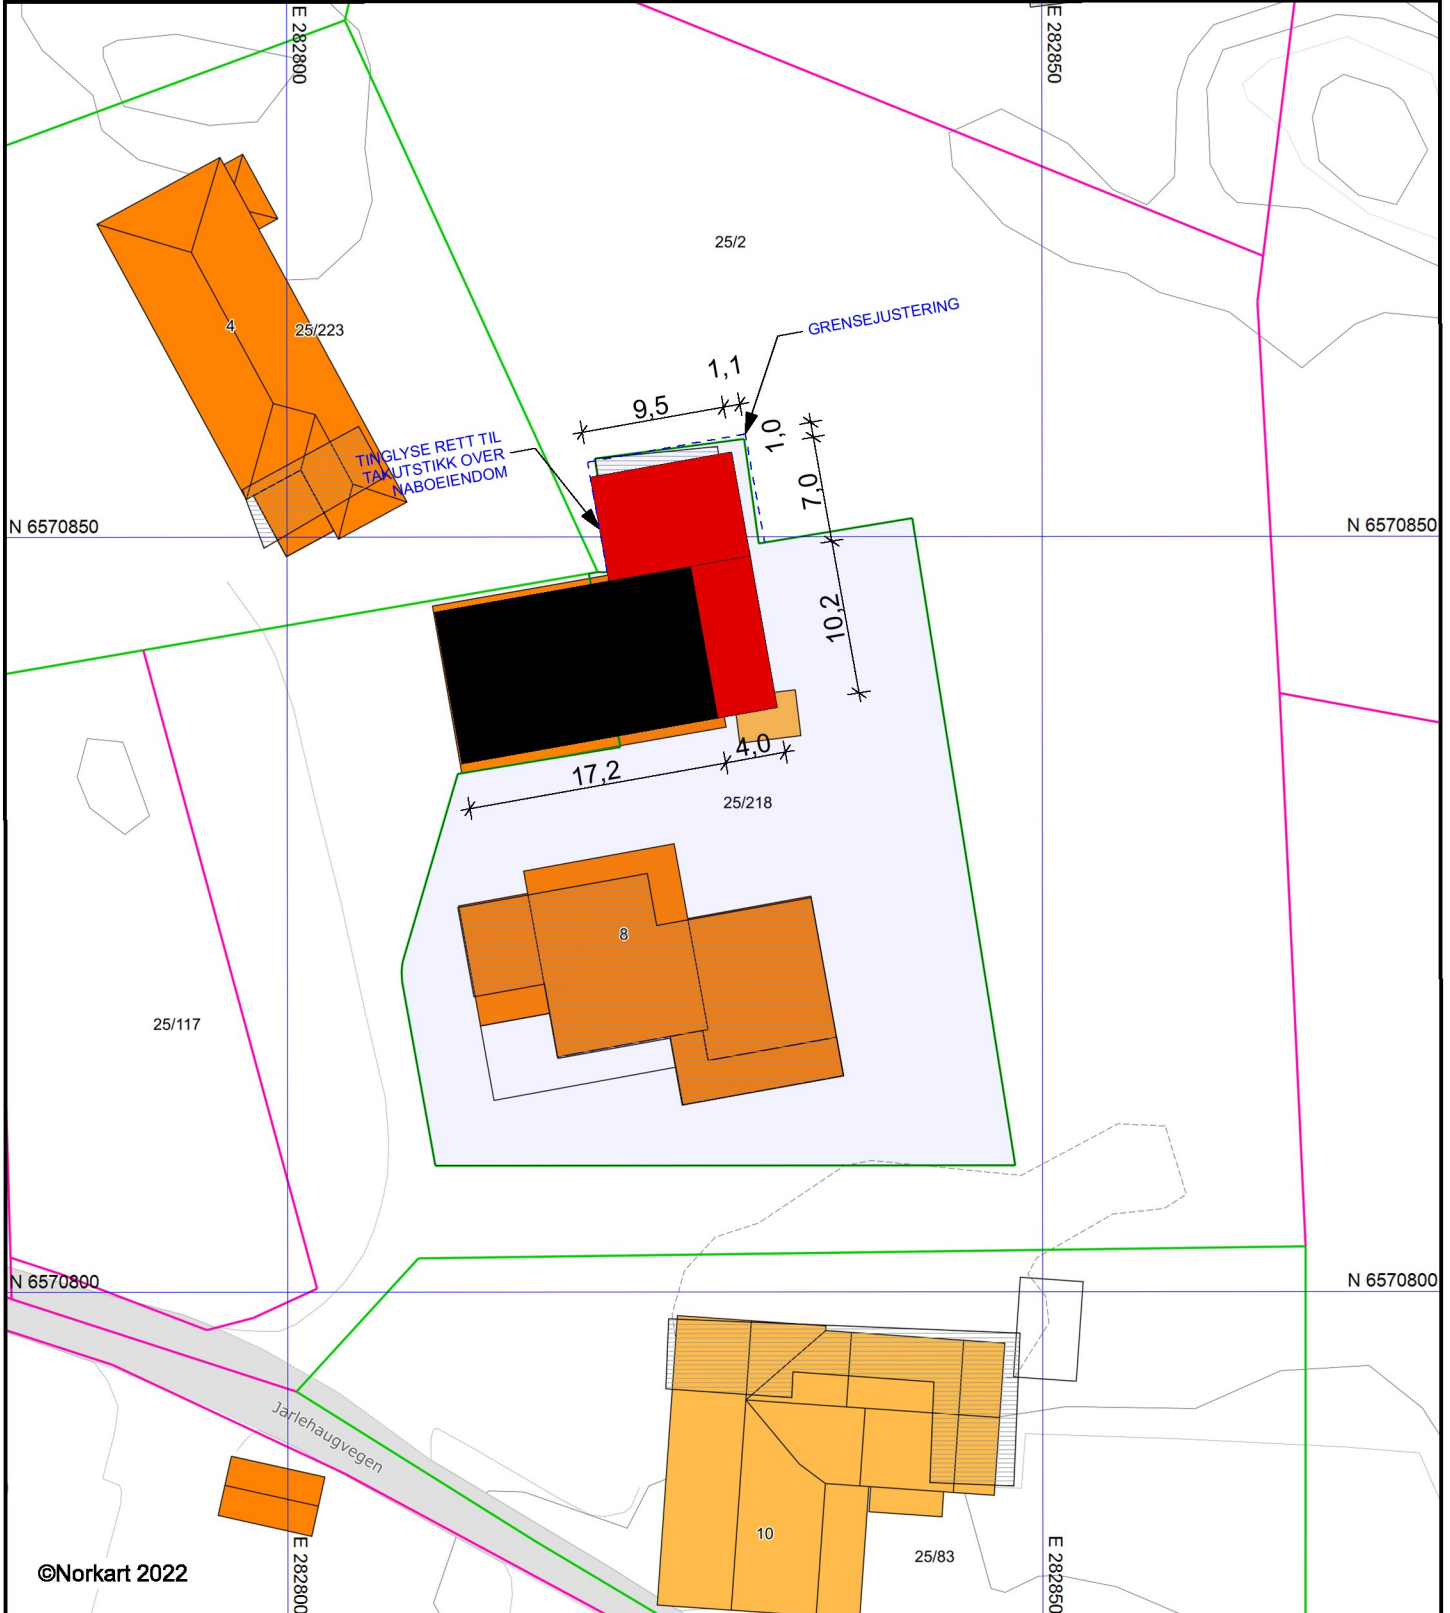 E 282800
E 282850
25/2
GRENSEJUSTERING
4
25/223
1,1
9,5
1,0
TINGLYSE RETT TIL
TAKUTSTIKK OVER
NABOEIENDOM
7,0
N 6570850
N 6570850
10,2
4,0
17,2
25/218
8
25/117
N 6570800
N 6570800
Jarlehaugvegen
10
25/83
©Norkart 2022
E 282800
E 282850